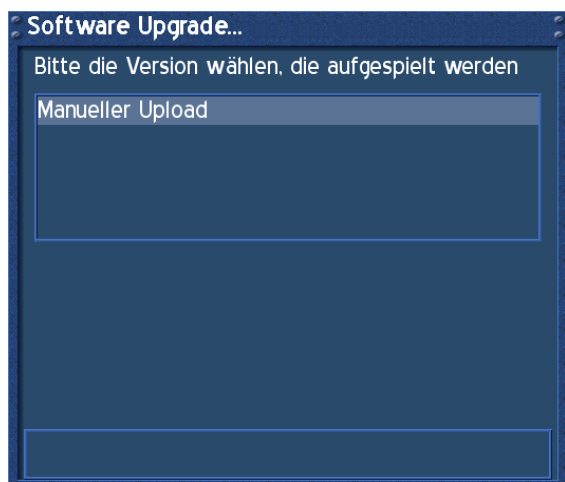 Software Upgrade...
Bitte die Version wählen, die aufgespielt werden
Manueller Upload